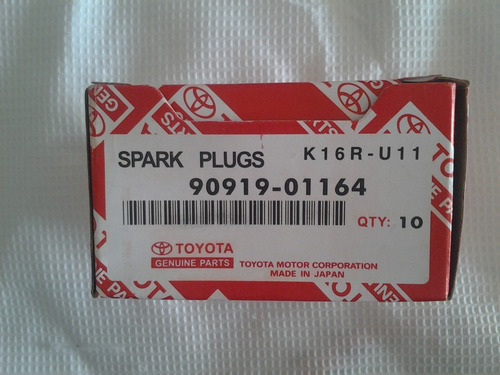 SPARK PLUGS K16R-U11
90919-01164
QTY: 10
TOYOTA
GENUINE PARTS
TOYOTA MOTOR CORPORATION
MADE IN JAPAN